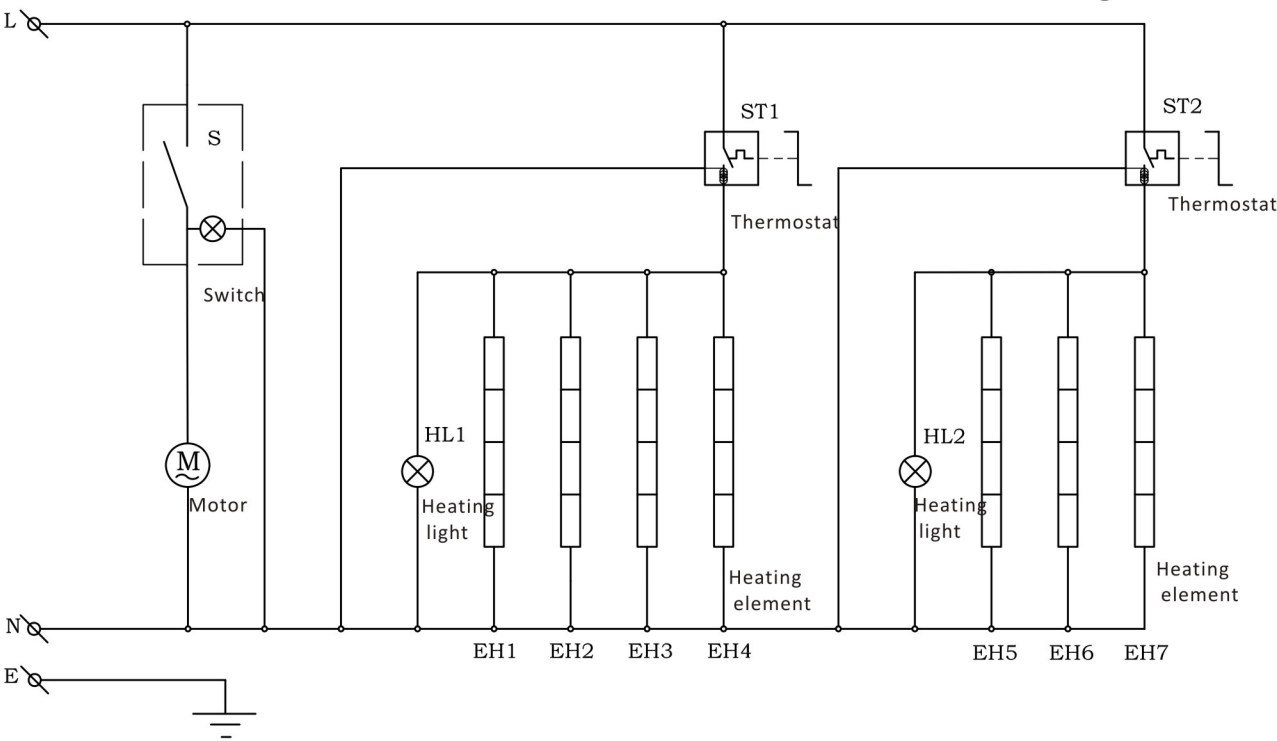 L
S
ST1
ST2
Thermostat
Thermostat
Switch
HL1
HL2
M
Motor
Heating
light
Heating
light
Heating
element
Heating
element
N
EH1
EH2
EH3
EH4
EH5
EH6
EH7
E